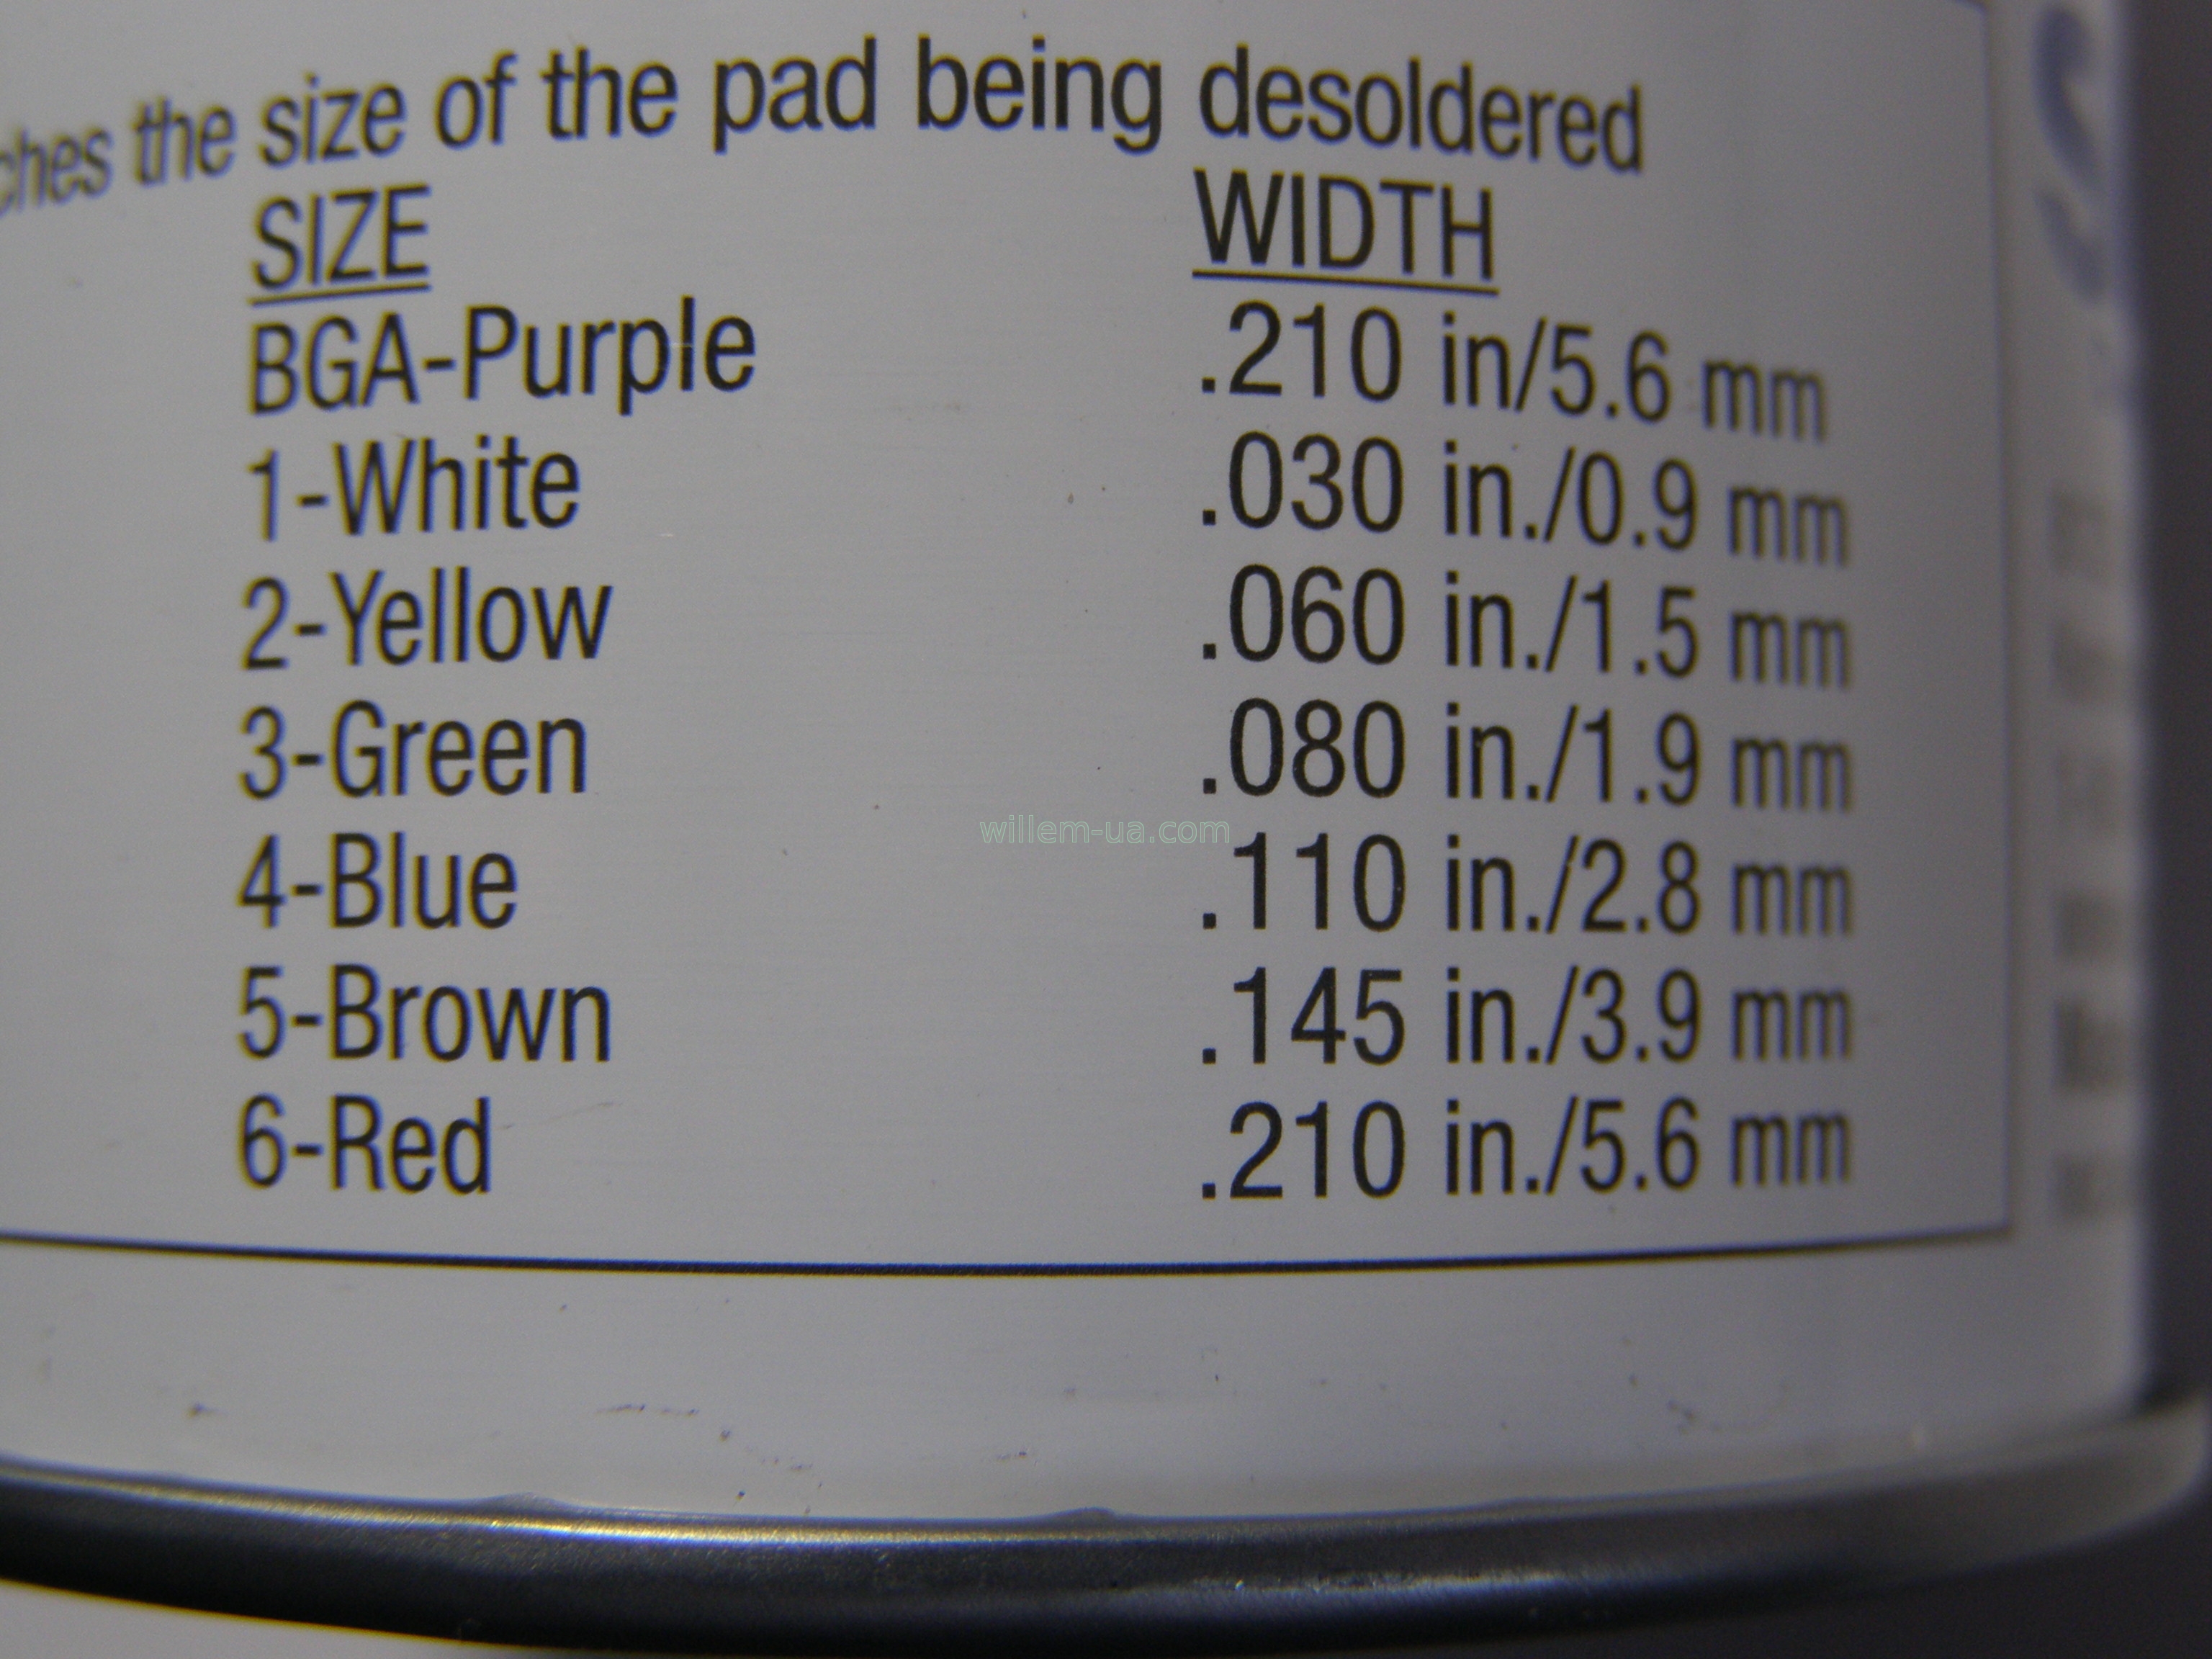 the size of the pad being desoldered
SIZE WIDTH
BGA-Purple .210 in/5.6 mm
1-White .030 in./0.9 mm
2-Yellow .060 in./1.5 mm
3-Green .080 in./1.9 mm
willem-ua.com
4-Blue .110 in./2.8 mm
5-Brown .145 in./3.9 mm
6-Red .210 in./5.6 mm